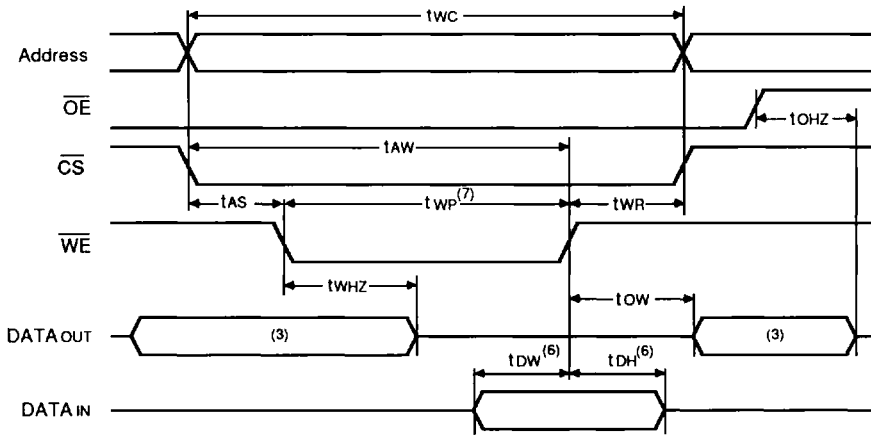 tWC
Address
OE
tOHZ
tAW
CS
tAS tWP(7) tWR
WE
tWHZ tOW
DATA OUT (3) (3)
tDW(6) tDH(6)
DATA IN